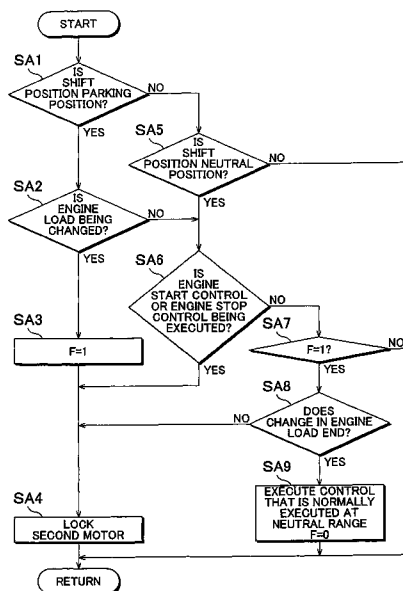 START
SA1
IS
SHIFT
POSITION PARKING
POSITION?
NO
YES
SA5
IS
SHIFT
POSITION NEUTRAL
POSITION?
NO
YES
SA2
IS
ENGINE
LOAD BEING
CHANGED?
NO
YES
SA6
IS
ENGINE
START CONTROL
OR ENGINE STOP
CONTROL BEING
EXECUTED?
NO
YES
SA3
F=1
SA7
F=1?
NO
YES
SA8
DOES
CHANGE IN ENGINE
LOAD END?
NO
YES
SA9
EXECUTE CONTROL
THAT IS NORMALLY
EXECUTED AT
NEUTRAL RANGE
F=0
SA4
LOCK
SECOND MOTOR
RETURN